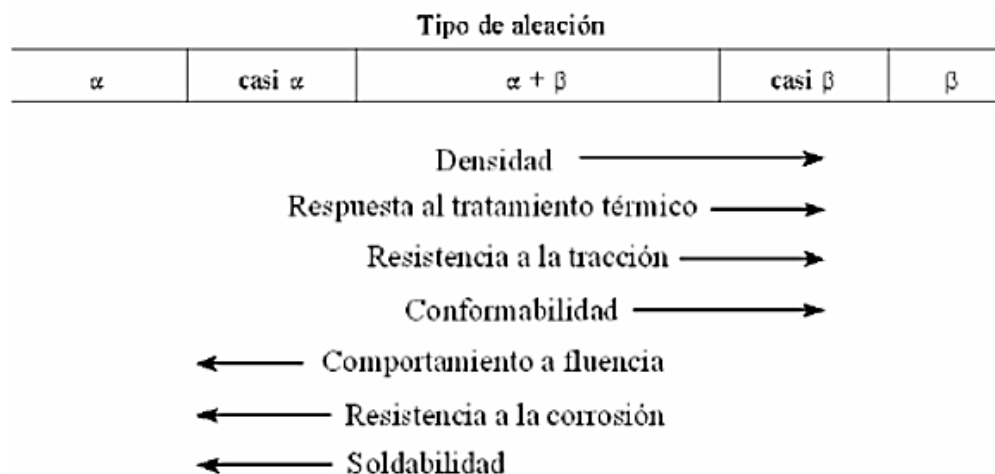 Tipo de aleación
α casi α α + β casi β β
Densidad
Respuesta al tratamiento térmico
Resistencia a la tracción
Conformabilidad
Comportamiento a fluencia
Resistencia a la corrosión
Soldabilidad